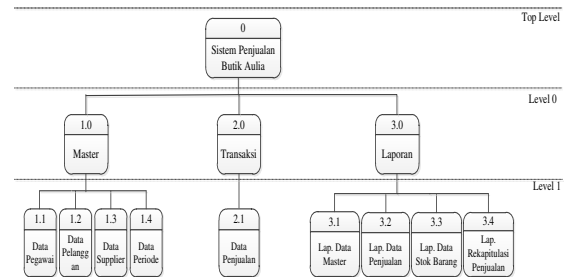 Top Level
0
Sistem Penjualan
Butik Aulia
Level 0
1.0
Master
2.0
Transaksi
3.0
Laporan
Level 1
1.1
Data
Pegawai
1.2
Data
Pelangg
an
1.3
Data
Supplier
1.4
Data
Periode
2.1
Data
Penjualan
3.1
Lap. Data
Master
3.2
Lap. Data
Penjualan
3.3
Lap. Data
Stok Barang
3.4
Lap.
Rekapitulasi
Penjualan